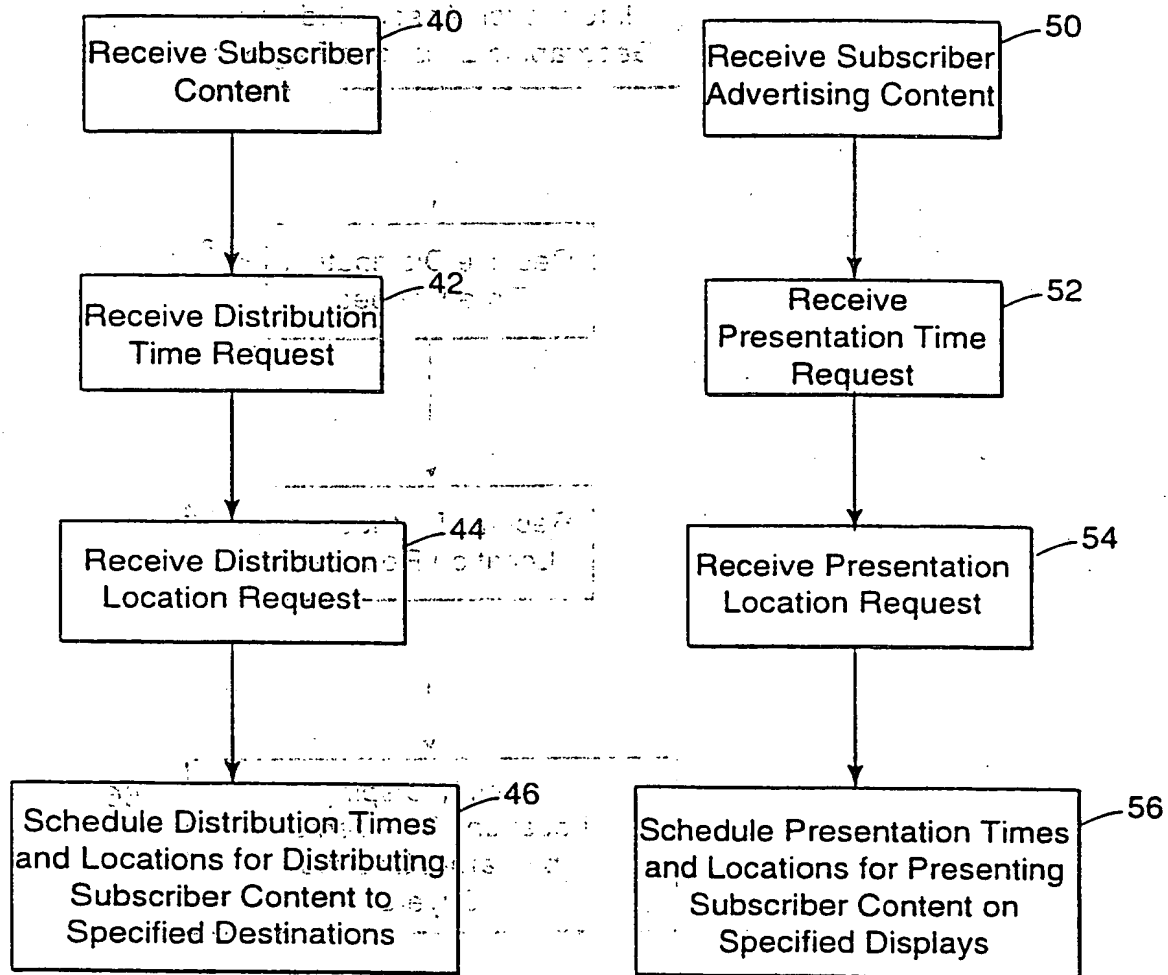 40
Receive Subscriber
Content
42
Receive Distribution
Time Request
44
Receive Distribution
Location Request
46
Schedule Distribution Times
and Locations for Distributing
Subscriber Content to
Specified Destinations
50
Receive Subscriber
Advertising Content
52
Receive
Presentation Time
Request
54
Receive Presentation
Location Request
56
Schedule Presentation Times
and Locations for Presenting
Subscriber Content on
Specified Displays